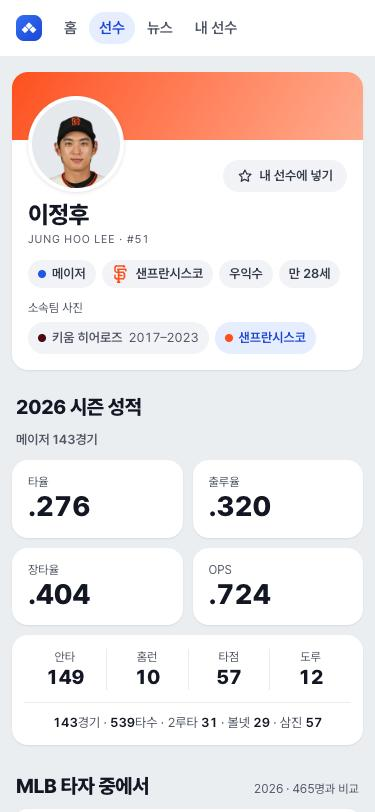 홈 선수 뉴스 내 선수
내 선수에 넣기
이정후
JUNG HOO LEE · #51
메이저 샌프란시스코 우익수 만 28세
소속팀 사진
키움 히어로즈 2017–2023 샌프란시스코
2026 시즌 성적
메이저 143경기
타율 출루율
.276 .320
장타율 OPS
.404 .724
안타 홈런 타점 도루
149 10 57 12
143경기 · 539타수 · 2루타 31 · 볼넷 29 · 삼진 57
MLB 타자 중에서 2026 · 465명과 비교